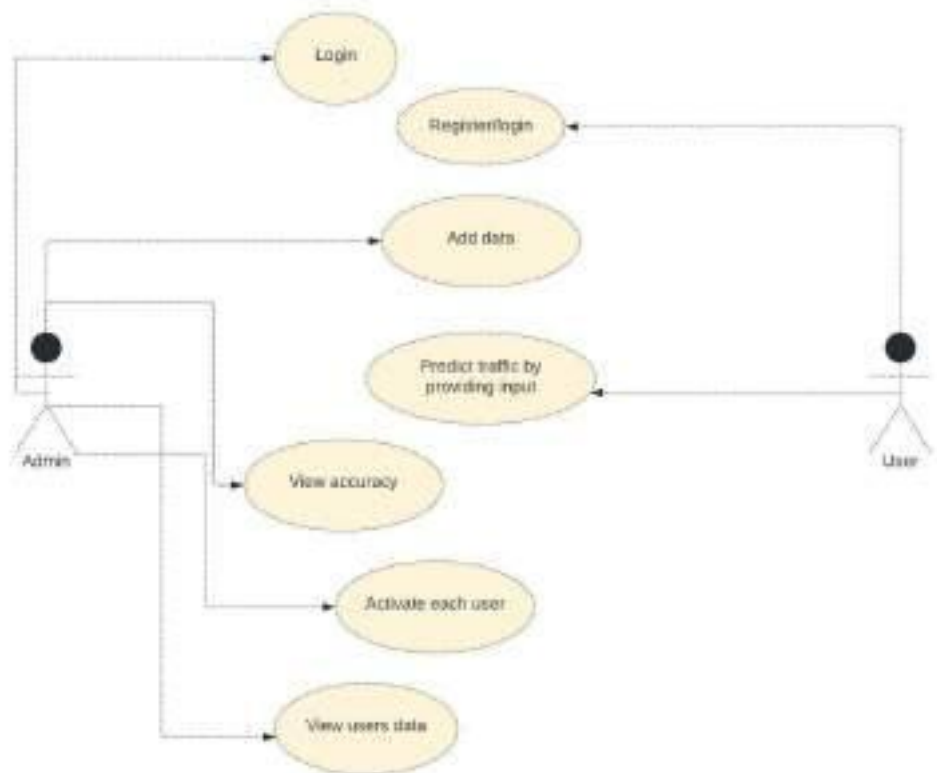 Login
Register/login
Add data
Predict traffic by
providing input
Admin
User
View accuracy
Activate each user
View users data